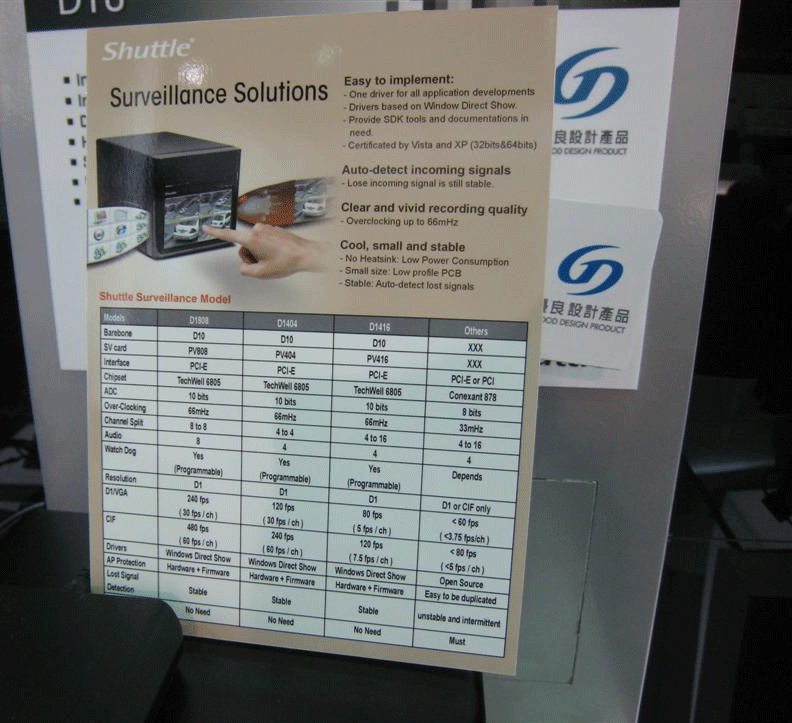 Shuttle
Surveillance Solutions
Easy to implement:
- One driver for all application developments
- Drivers based on Window Direct Show.
- Provide SDK tools and documentations in
need.
- Certificated by Vista and XP (32bits&64bits)
Auto-detect incoming signals
- Lose incoming signal is still stable.
Clear and vivid recording quality
- Overclocking up to 66mHz
Cool, small and stable
- No Heatsink: Low Power Consumption
- Small size: Low profile PCB
- Stable: Auto-detect lost signals
Shuttle Surveillance Model
Models D1808 D1404 D1416 Others
Barebone D10 D10 D10 XXX
SV card PV808 PV404 PV416 XXX
Interface PCI-E PCI-E PCI-E PCI-E or PCI
Chipset TechWell 6805 TechWell 6805 TechWell 6805 Conexant 878
ADC 10 bits 10 bits 10 bits 8 bits
Over-Clocking 66mHz 66mHz 66mHz 33mHz
Channel Split 8 to 8 4 to 4 4 to 16 4 to 16
Audio 8 4 4 4
Watch Dog Yes Yes Yes Depends
(Programmable) (Programmable) (Programmable)
Resolution D1 D1 D1 D1 or CIF only
D1/VGA 240 fps 120 fps 80 fps < 60 fps
( 30 fps / ch ) ( 30 fps / ch ) ( 5 fps / ch ) ( <3.75 fps/ch )
CIF 480 fps 240 fps 120 fps < 80 fps
( 60 fps / ch ) ( 60 fps / ch ) ( 7.5 fps / ch ) ( <5 fps / ch )
Drivers Windows Direct Show Windows Direct Show Windows Direct Show Open Source
AP Protection Hardware + Firmware Hardware + Firmware Hardware + Firmware Easy to be duplicated
Lost Signal Stable Stable Stable unstable and intermittent
Detection
No Need No Need No Need Must
良設計產品
OD DESIGN PRODUCT
良設計產品
OOD DESIGN PRODUCT